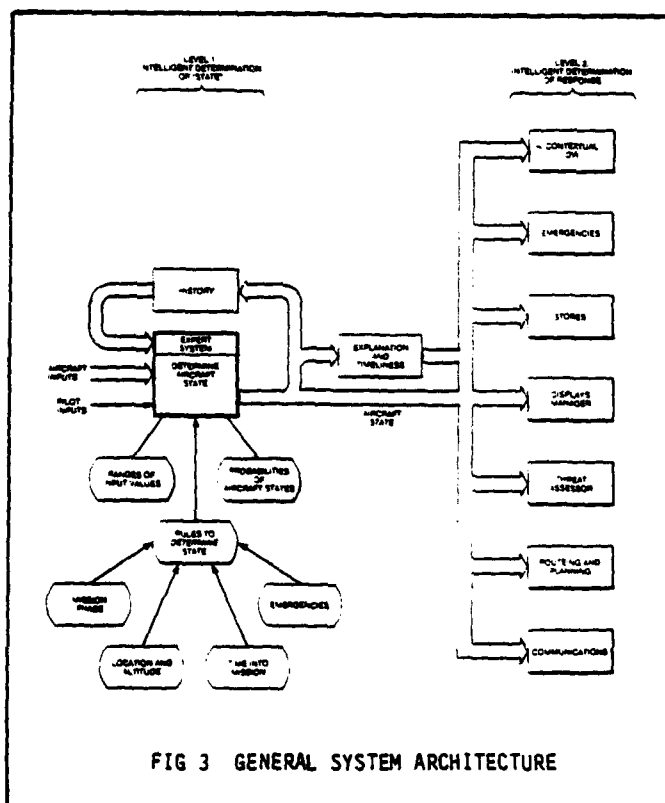 LEVEL 1
INTELLIGENT DETERMINATION
OF "STATE"
LEVEL 2
INTELLIGENT DETERMINATION
OF RESPONSE
CONTEXTUAL
EMERGENCIES
HISTORY
STORES
EXPERT
SYSTEM
EXPLANATION
AND
TIMELINESS
AIRCRAFT
INPUTS
DETERMINE
AIRCRAFT
STATE
DISPLAYS
MANAGER
PILOT
INPUTS
AIRCRAFT
STATE
RANGES OF
INPUT VALUES
PROBABILITIES
OF
AIRCRAFT STATES
THREAT
ASSESSOR
RULES TO
DETERMINE
STATE
ROUTEING AND
PLANNING
MISSION
PHASE
EMERGENCIES
LOCATION AND
ALTITUDE
TIME INTO
MISSION
COMMUNICATIONS
FIG 3 GENERAL SYSTEM ARCHITECTURE